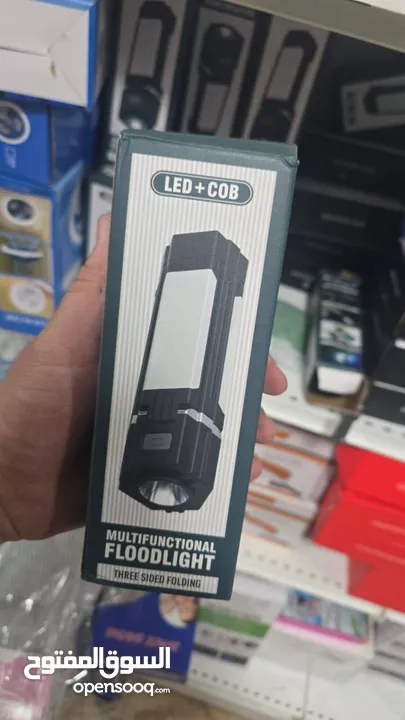 LED + COB
MULTIFUNCTIONAL
FLOODLIGHT
THREE SIDED FOLDING
السوق المفتوح
opensooq.com